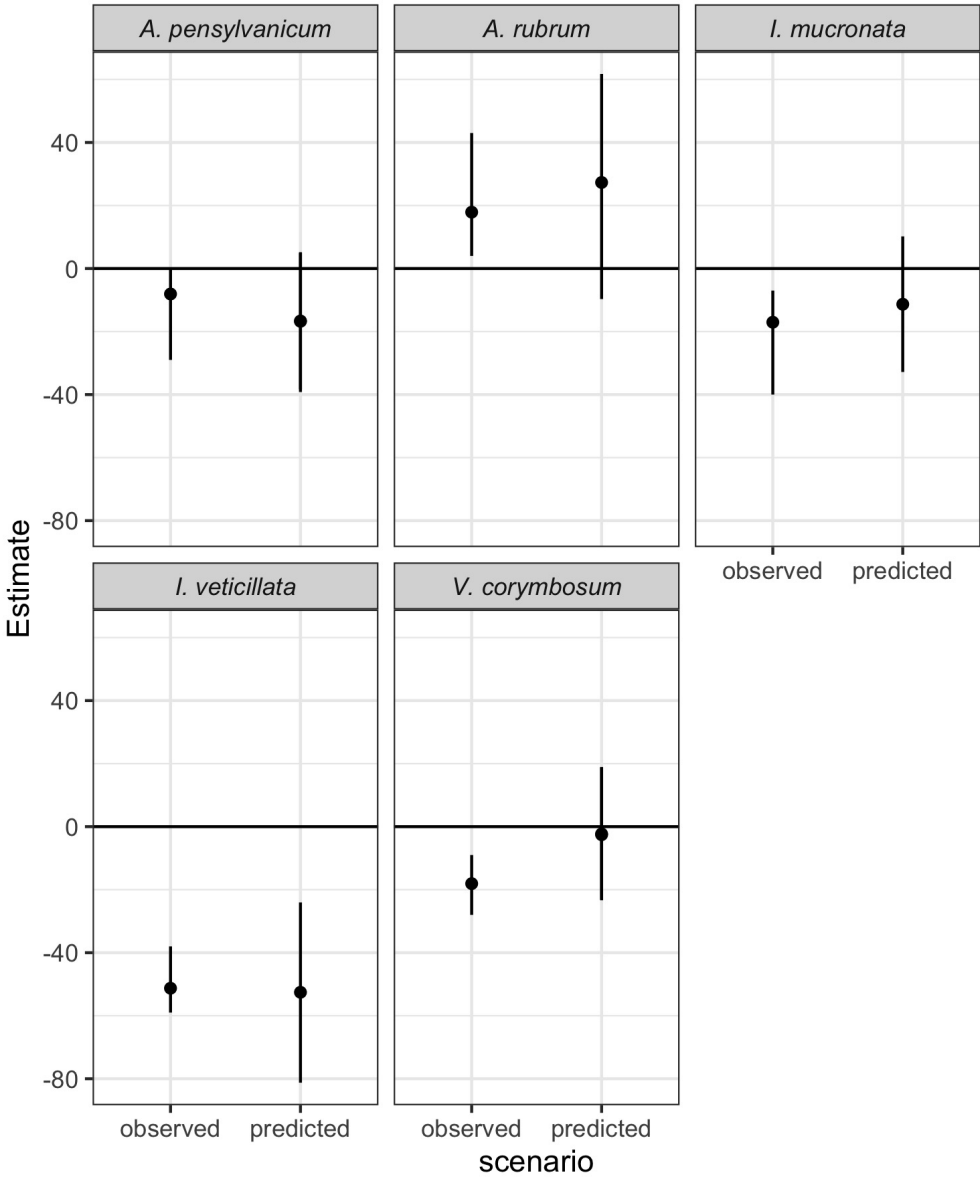 A. pensylvanicum
A. rubrum
I. mucronata
40
0
-40
-80
observed predicted
I. veticillata
V. corymbosum
Estimate
40
0
-40
-80
observed predicted
observed predicted
scenario